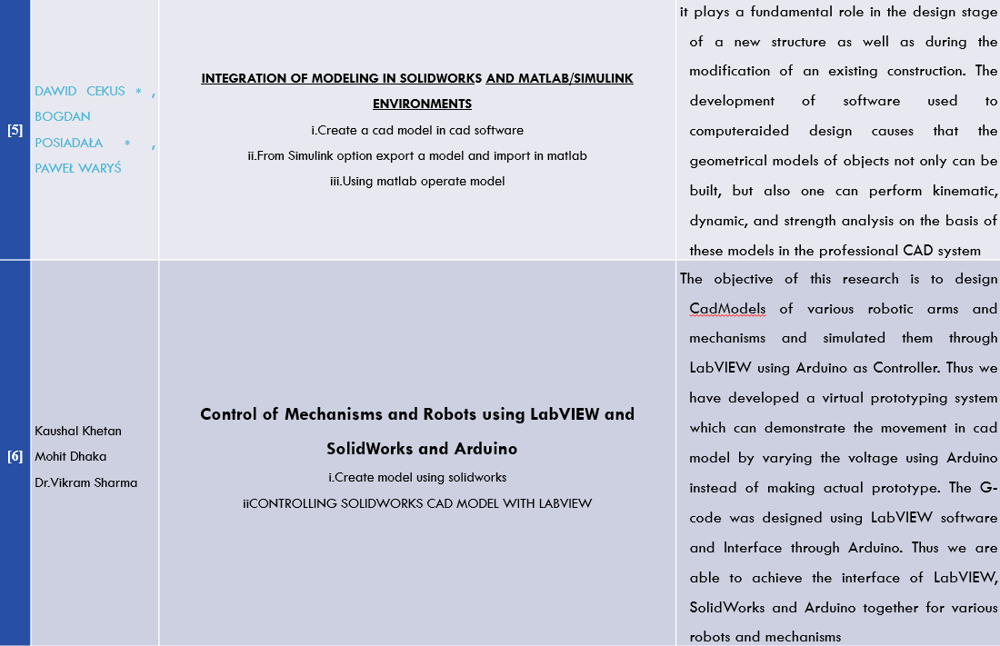 [5]
DAWID CEKUS * ,
BOGDAN
POSIADAŁA * ,
PAWEŁ WARYŚ
INTEGRATION OF MODELING IN SOLIDWORKS AND MATLAB/SIMULINK
ENVIRONMENTS
i.Create a cad model in cad software
ii.From Simulink option export a model and import in matlab
iii.Using matlab operate model
it plays a fundamental role in the design stage
of a new structure as well as during the
modification of an existing construction. The
development of software used to
computeraided design causes that the
geometrical models of objects not only can be
built, but also one can perform kinematic,
dynamic, and strength analysis on the basis of
these models in the professional CAD system
[6]
Kaushal Khetan
Mohit Dhaka
Dr.Vikram Sharma
Control of Mechanisms and Robots using LabVIEW and
SolidWorks and Arduino
i.Create model using solidworks
iiCONTROLLING SOLIDWORKS CAD MODEL WITH LABVIEW
The objective of this research is to design
CadModels of various robotic arms and
mechanisms and simulated them through
LabVIEW using Arduino as Controller. Thus we
have developed a virtual prototyping system
which can demonstrate the movement in cad
model by varying the voltage using Arduino
instead of making actual prototype. The G-
code was designed using LabVIEW software
and Interface through Arduino. Thus we are
able to achieve the interface of LabVIEW,
SolidWorks and Arduino together for various
robots and mechanisms